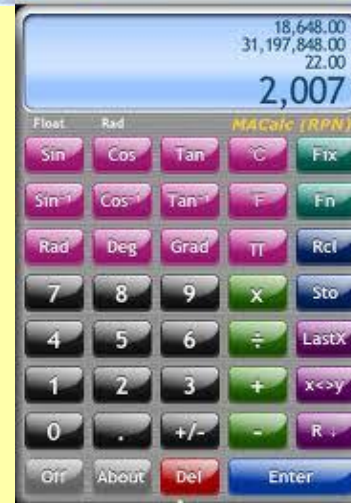 18,648.00
31,197,848.00
22.00
2,007
Float Rad MACalc (RPN)
Sin Cos Tan °C Fix
Sin⁻¹ Cos⁻¹ Tan⁻¹ °F Fn
Rad Deg Grad π Rcl
7 8 9 x Sto
4 5 6 ÷ LastX
1 2 3 + x<>y
0 . +/- - R ↓
Off About Del Enter